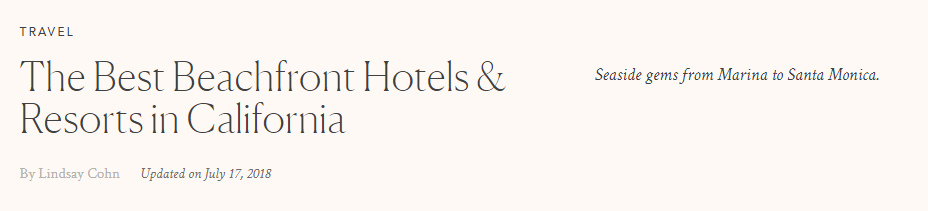 TRAVEL
The Best Beachfront Hotels &
Resorts in California
Seaside gems from Marina to Santa Monica.
By Lindsay Cohn
Updated on July 17, 2018